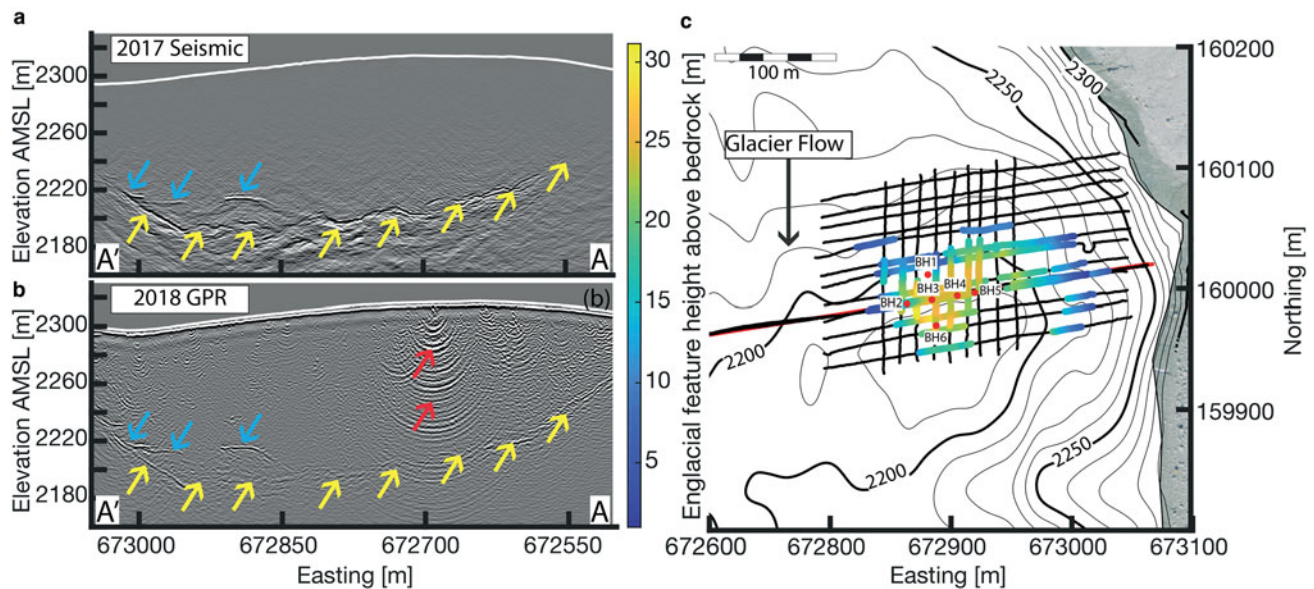 a
2017 Seismic
Elevation AMSL [m]
2300
2260
2220
2180
A'
A
b
2018 GPR
(b)
Elevation AMSL [m]
2300
2260
2220
2180
A'
A
673000
672850
672700
672550
Easting [m]
30
25
20
15
10
5
Englacial feature height above bedrock [m]
c
100 m
Glacier Flow
2250
2300
2200
2200
2250
BH1
BH2
BH3
BH4
BH5
BH6
160200
160100
160000
159900
Northing [m]
672600
672800
672900
673000
673100
Easting [m]